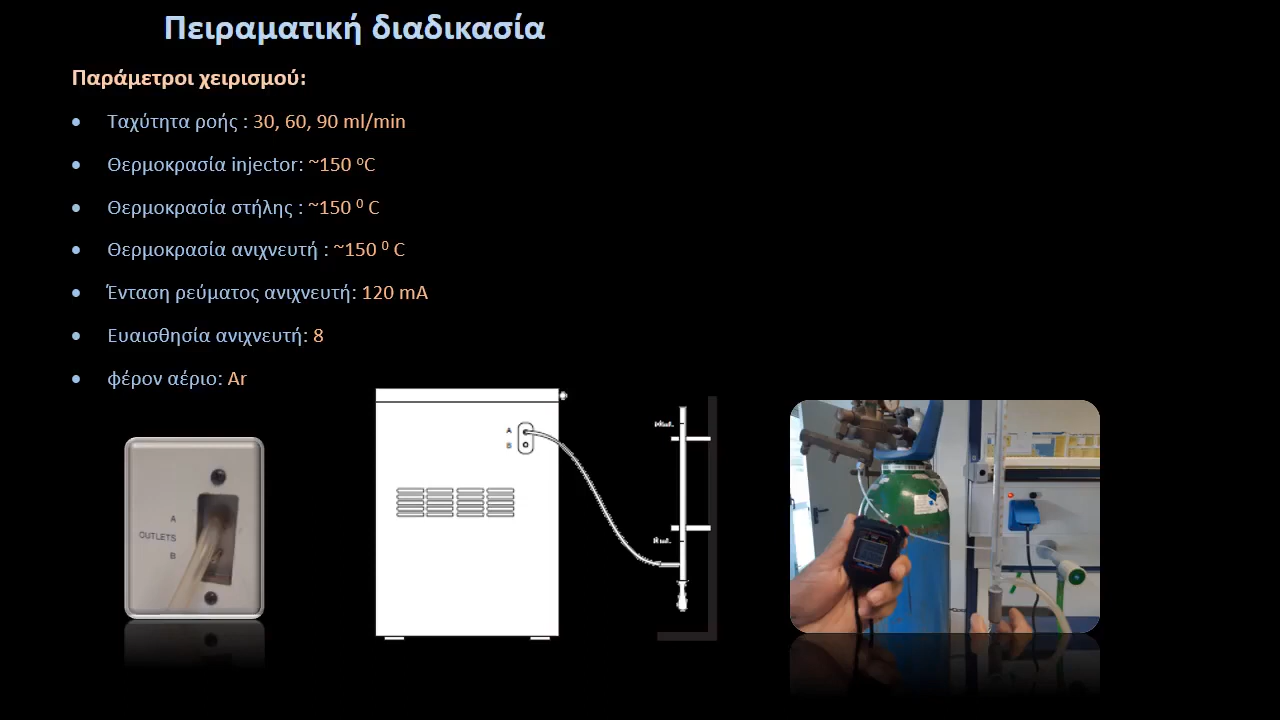 Πειραματική διαδικασία
Παράμετροι χειρισμού:
• Ταχύτητα ροής : 30, 60, 90 ml/min
• Θερμοκρασία injector: ~150 ᵒC
• Θερμοκρασία στήλης : ~150 ⁰ C
• Θερμοκρασία ανιχνευτή : ~150 ⁰ C
• Ένταση ρεύματος ανιχνευτή: 120 mA
• Ευαισθησία ανιχνευτή: 8
• φέρον αέριο: Ar
A
OUTLETS
B
A
B